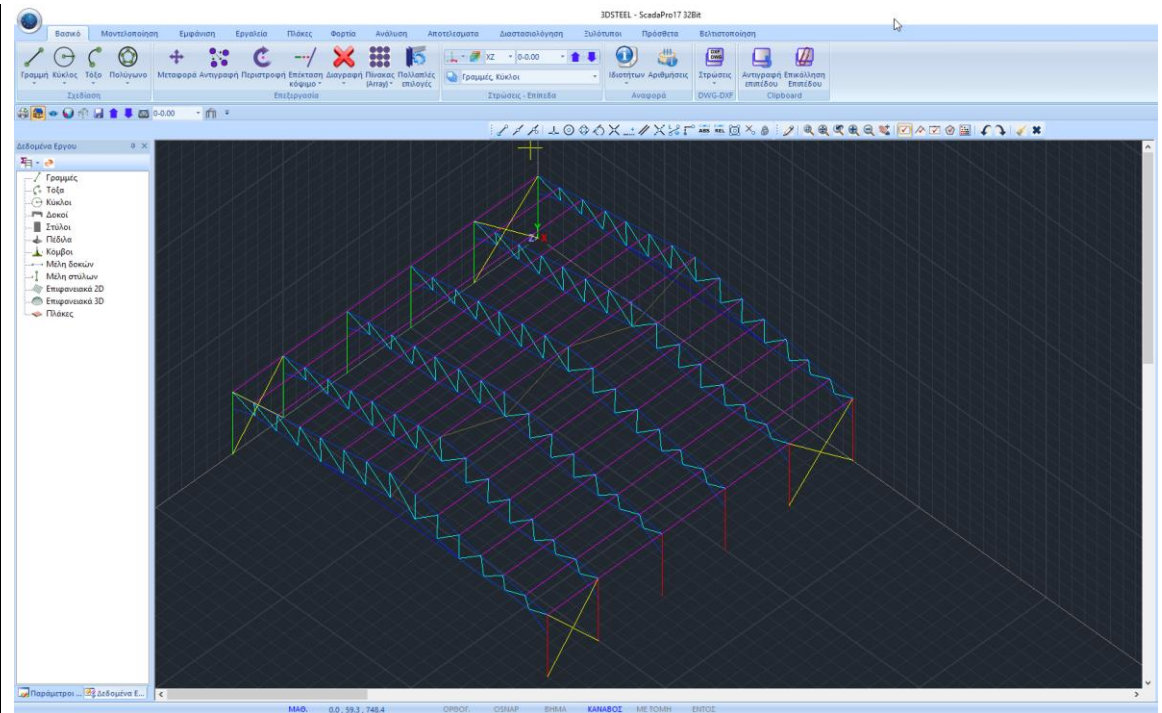 3DSTEEL - ScadaPro17 32Bit
Βασικό Μοντελοποίηση Εμφάνιση Εργαλεία Πλάκες Φορτία Ανάλυση Αποτελέσματα Διαστασιολόγηση Ξυλότυποι Πρόσθετα Βελτιστοποίηση
Γραμμή Κύκλος Τόξο Πολύγωνο
Σχεδίαση
Μεταφορά Αντιγραφή Περιστροφή Επέκταση κόψιμο Διαγραφή Πίνακας (Array) Πολλαπλές επιλογές
Επεξεργασία
XZ 0-0.00
Γραμμές, Κύκλοι
Στρώσεις - Επίπεδα
Ιδιοτήτων Αριθμήσεις
Αναφορά
Στρώσεις
DWG-DXF
Αντιγραφή επιπέδου Επικόλληση Επιπέδου
Clipboard
0-0.00
ABS REL
Δεδομένα Εργου
Γραμμές
Τόξα
Κύκλοι
Δοκοί
Στύλοι
Πέδιλα
Κόμβοι
Μέλη δοκών
Μέλη στύλων
Επιφανειακά 2D
Επιφανειακά 3D
Πλάκες
Y
Z X
Παράμετροι ... Δεδομένα Ε...
ΜΑΘ. 0.0 , 59.3 , 748.4 ΟΡΘΟΓ. OSNAP ΒΗΜΑ ΚΑΝΑΒΟΣ ΜΕ ΤΟΜΗ ΕΝΤΟΣ